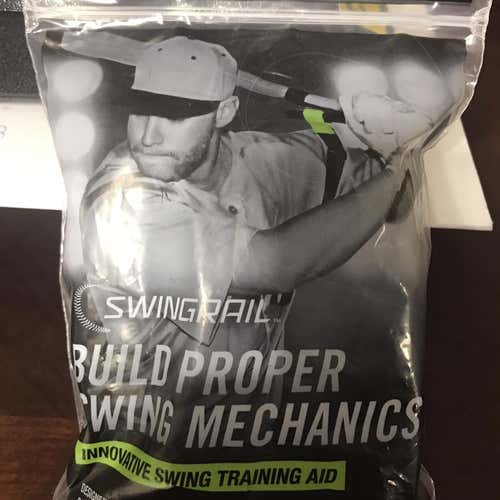 SWINGRAIL
BUILD PROPER
SWING MECHANICS
INNOVATIVE SWING TRAINING AID